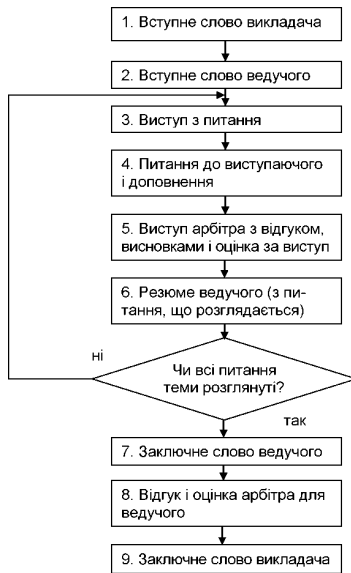 1. Вступне слово викладача
2. Вступне слово ведучого
3. Виступ з питання
4. Питання до виступаючого
і доповнення
5. Виступ арбітра з відгуком,
висновками і оцінка за виступ
6. Резюме ведучого (з пи-
тання, що розглядається)
ні
Чи всі питання
теми розглянуті?
так
7. Заключне слово ведучого
8. Відгук і оцінка арбітра для
ведучого
9. Заключне слово викладача